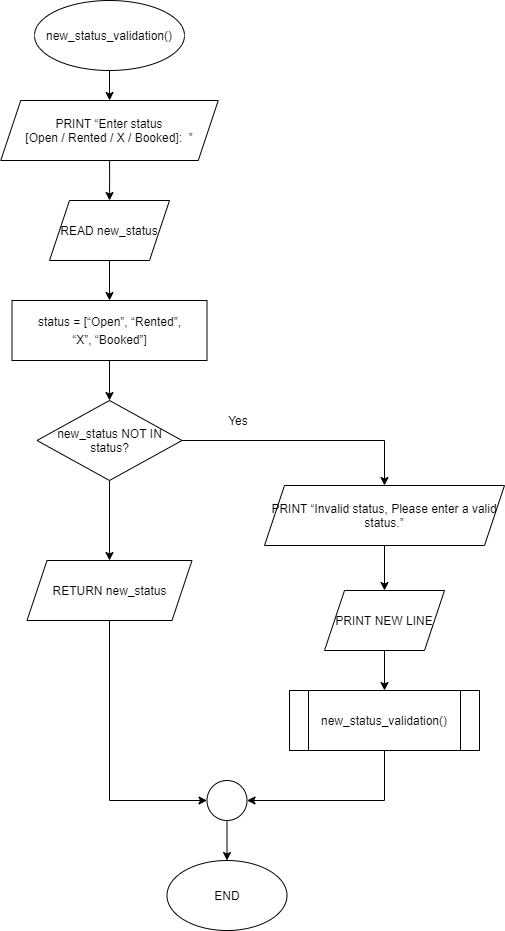 new_status_validation()
PRINT “Enter status
[Open / Rented / X / Booked]:  ”
READ new_status
status = [“Open”, “Rented”,
“X”, “Booked”]
new_status NOT IN
status?
Yes
PRINT “Invalid status, Please enter a valid
status.”
RETURN new_status
PRINT NEW LINE
new_status_validation()
END